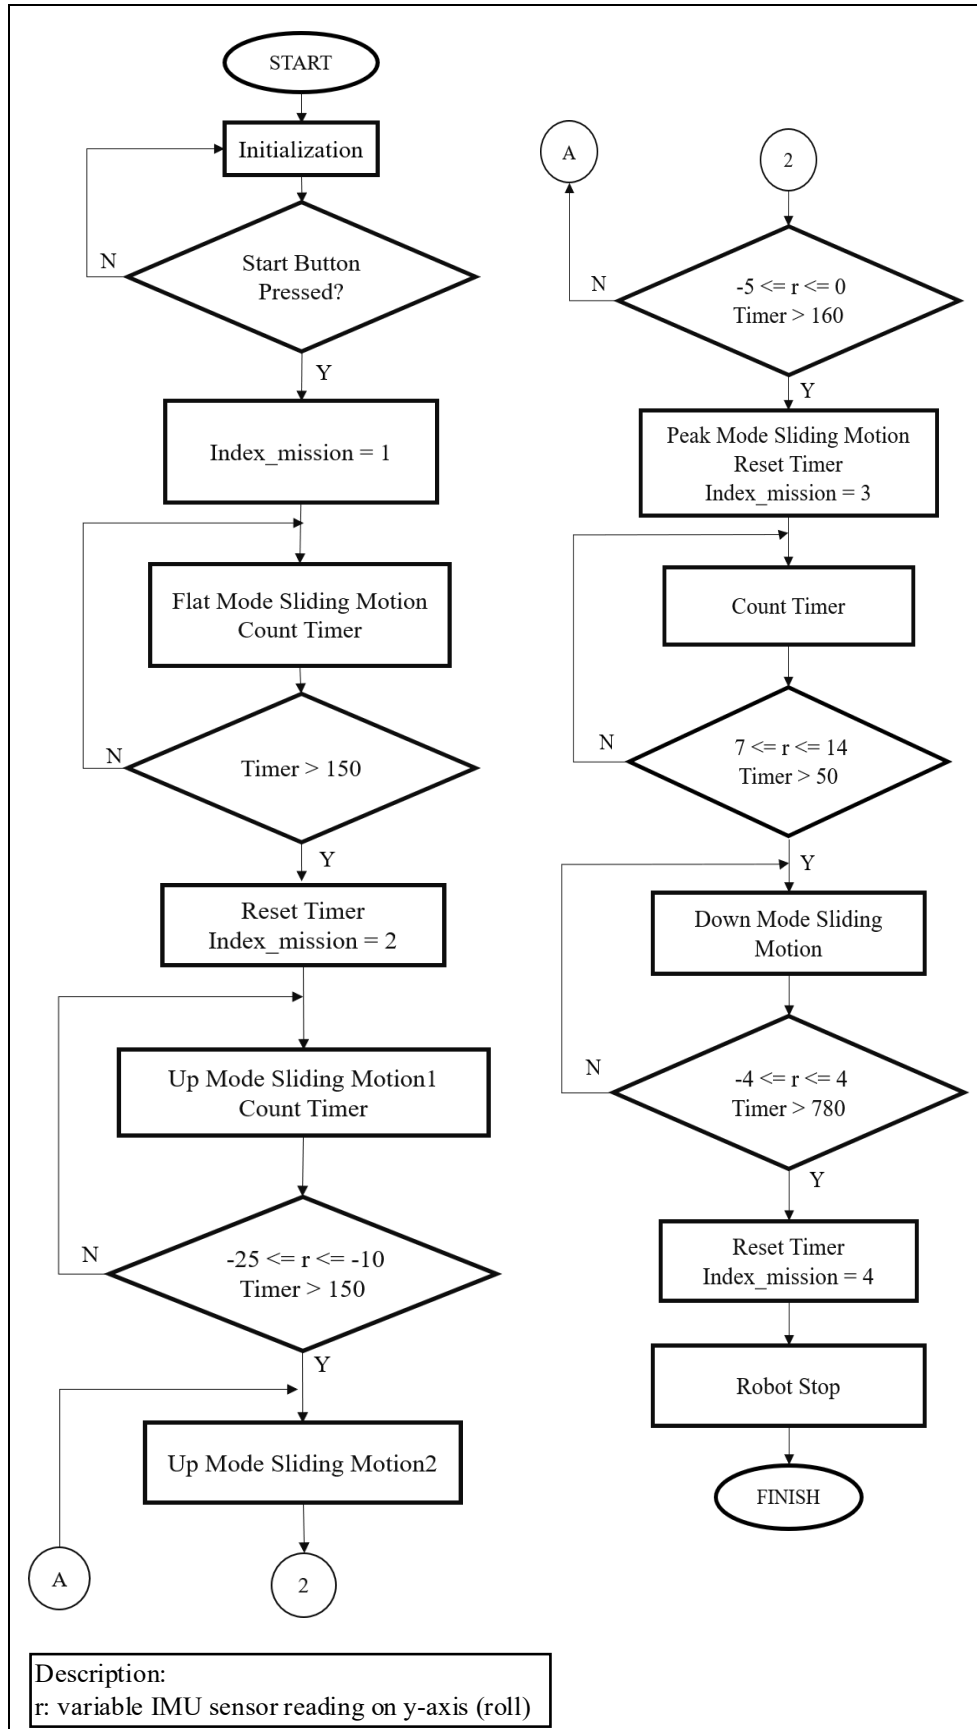 START
Initialization
N
Start Button
Pressed?
Y
Index_mission = 1
Flat Mode Sliding Motion
Count Timer
N
Timer > 150
Y
Reset Timer
Index_mission = 2
Up Mode Sliding Motion1
Count Timer
N
-25 <= r <= -10
Timer > 150
Y
Up Mode Sliding Motion2
A
2
A
2
N
-5 <= r <= 0
Timer > 160
Y
Peak Mode Sliding Motion
Reset Timer
Index_mission = 3
Count Timer
N
7 <= r <= 14
Timer > 50
Y
Down Mode Sliding
Motion
N
-4 <= r <= 4
Timer > 780
Y
Reset Timer
Index_mission = 4
Robot Stop
FINISH
Description:
r: variable IMU sensor reading on y-axis (roll)